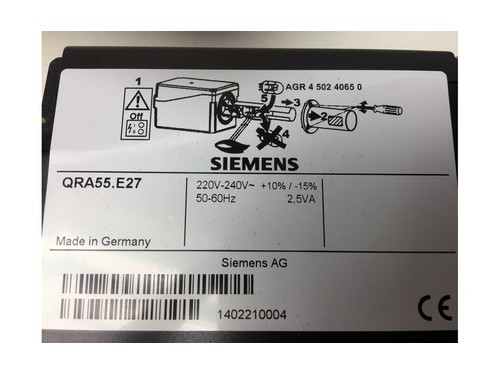 1
Off
AGR 4 502 4065 0
5
3
2
1
4
SIEMENS
QRA55.E27
220V-240V~ +10% / -15%
50-60Hz 2,5VA
Made in Germany
Siemens AG
1402210004
CE